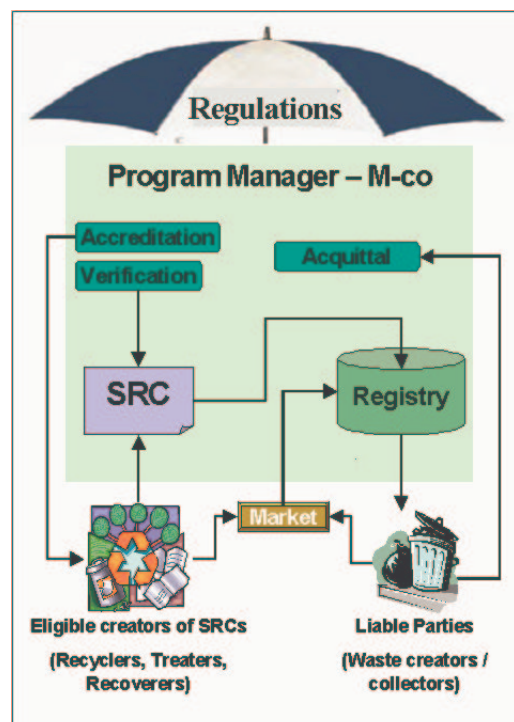 Regulations
Program Manager – M-co
Accreditation
Verification
Acquittal
SRC
Registry
Market
Eligible creators of SRCs
(Recyclers, Treaters,
Recoverers)
Liable Parties
(Waste creators /
collectors)